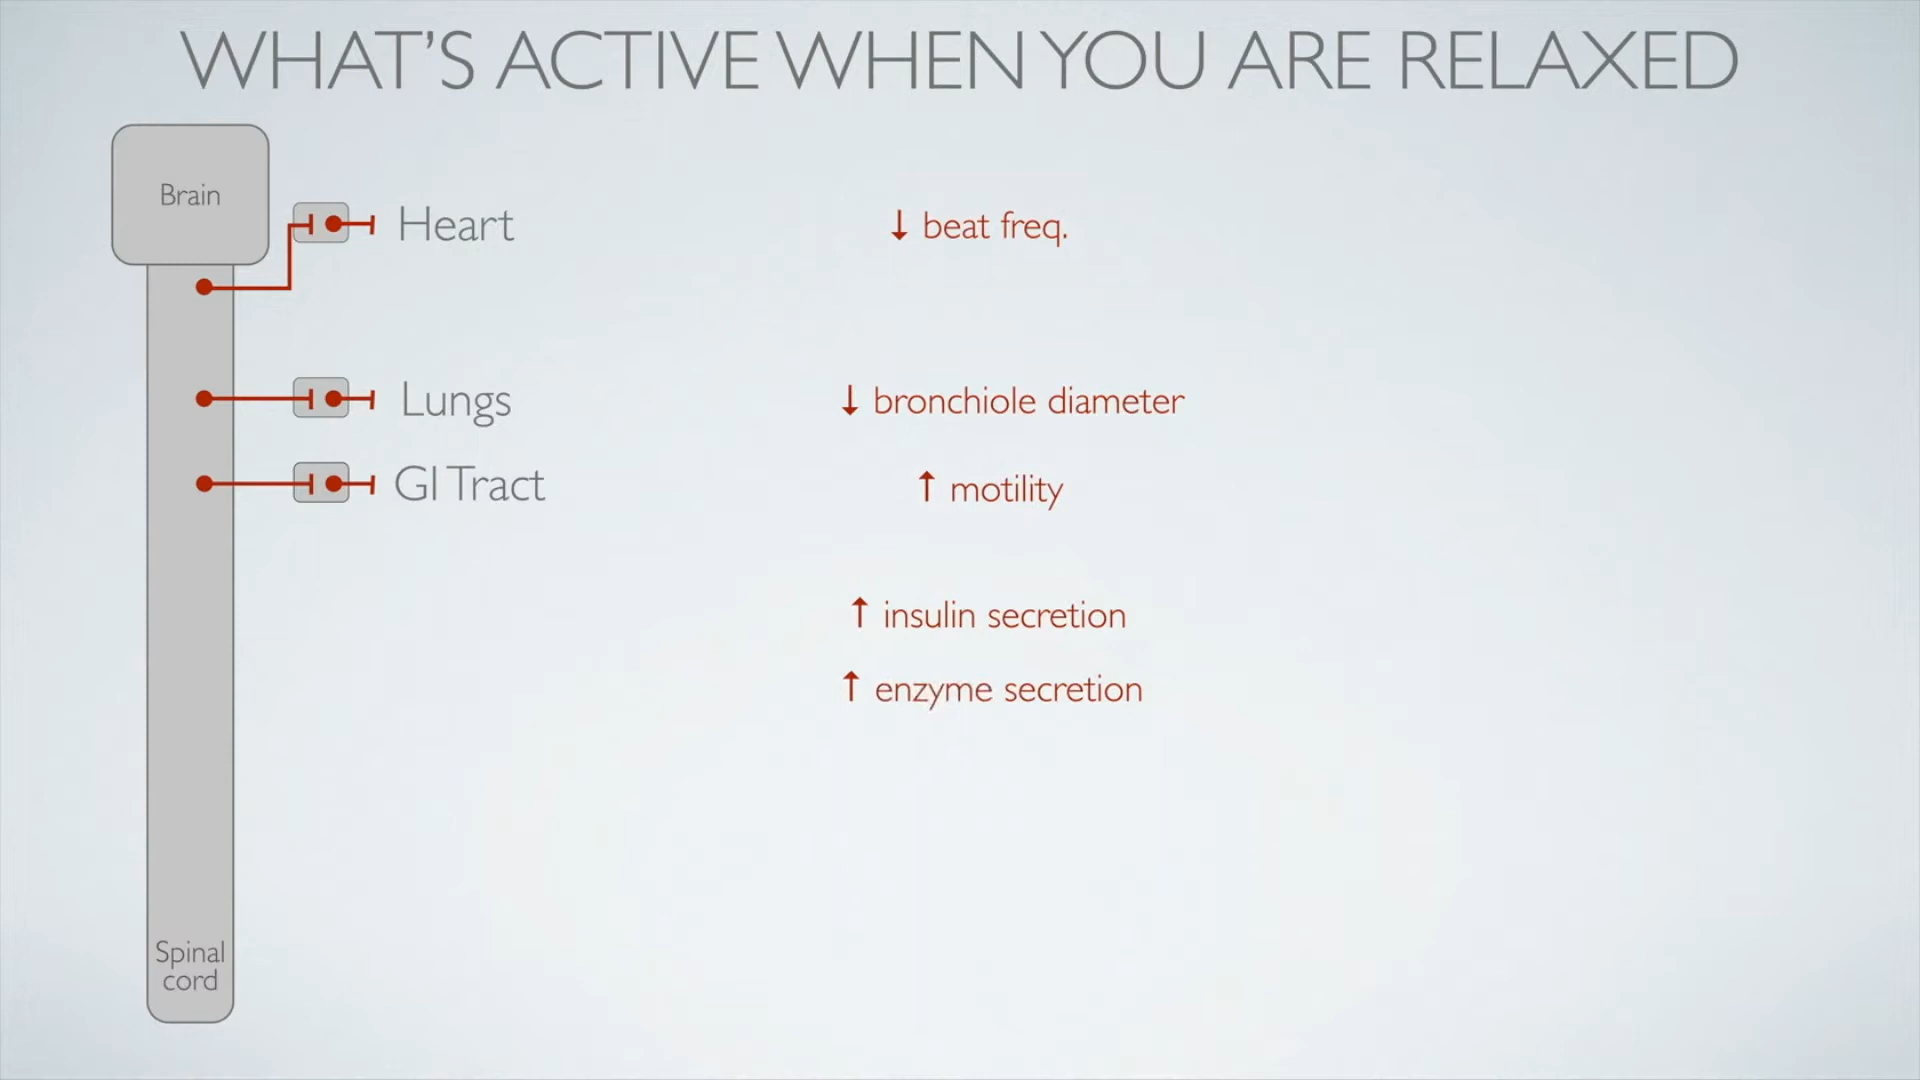 WHAT'S ACTIVE WHEN YOU ARE RELAXED
Brain
Heart
↓ beat freq.
Lungs
↓ bronchiole diameter
GI Tract
↑ motility
↑ insulin secretion
↑ enzyme secretion
Spinal
cord